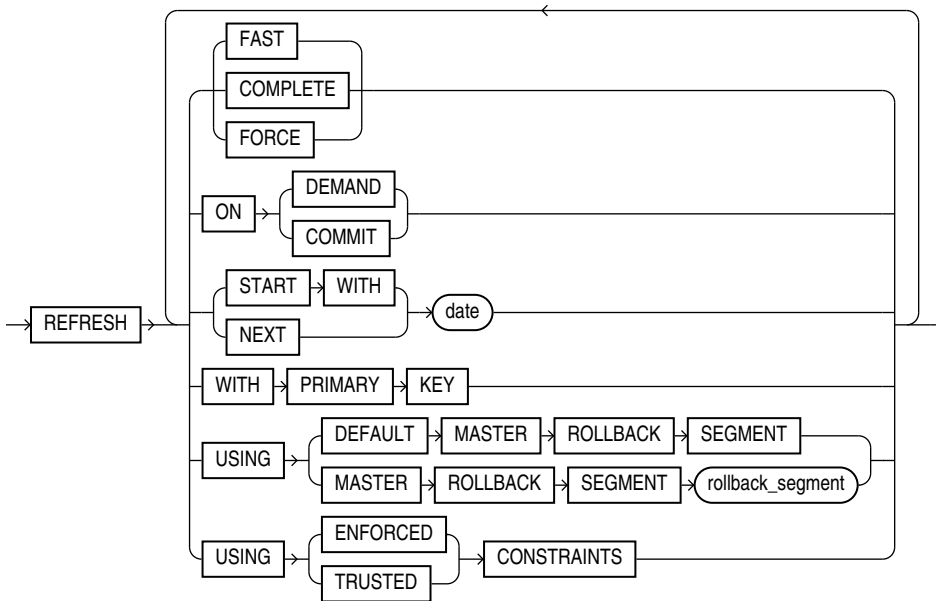 FAST
COMPLETE
FORCE
DEMAND
ON
COMMIT
START WITH
date
REFRESH
NEXT
WITH PRIMARY KEY
DEFAULT MASTER ROLLBACK SEGMENT
USING
MASTER ROLLBACK SEGMENT rollback_segment
ENFORCED
USING CONSTRAINTS
TRUSTED